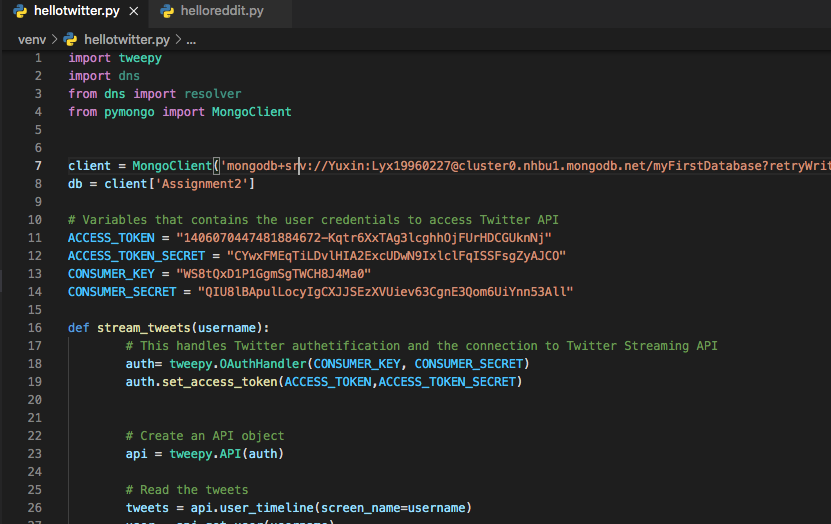 hellotwitter.py
helloreddit.py
venv > hellotwitter.py > ...
1 import tweepy
2 import dns
3 from dns import resolver
4 from pymongo import MongoClient
5
6
7 client = MongoClient('mongodb+srv://Yuxin:Lyx19960227@cluster0.nhbu1.mongodb.net/myFirstDatabase?retryWrit
8 db = client['Assignment2']
9
10 # Variables that contains the user credentials to access Twitter API
11 ACCESS_TOKEN = "1406070447481884672-Kqtr6XxTAg3lcghhOjFUrHDCGUknNj"
12 ACCESS_TOKEN_SECRET = "CYwxFMEqTiLDvlHIA2ExcUDwN9IxlclFqISSFsgZyAJCO"
13 CONSUMER_KEY = "WS8tQxD1P1GgmSgTWCH8J4Ma0"
14 CONSUMER_SECRET = "QIU8lBApulLocyIgCXJJSEzXVUiev63CgnE3Qom6UiYnn53All"
15
16 def stream_tweets(username):
17 # This handles Twitter authetification and the connection to Twitter Streaming API
18 auth= tweepy.OAuthHandler(CONSUMER_KEY, CONSUMER_SECRET)
19 auth.set_access_token(ACCESS_TOKEN,ACCESS_TOKEN_SECRET)
20
21
22 # Create an API object
23 api = tweepy.API(auth)
24
25 # Read the tweets
26 tweets = api.user_timeline(screen_name=username)